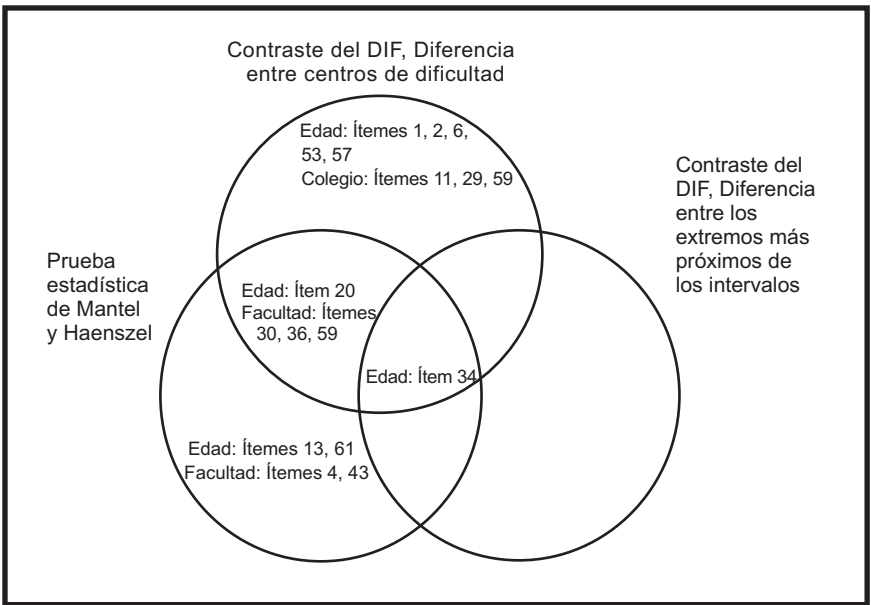 Contraste del DIF, Diferencia
entre centros de dificultad
Edad: Ítemes 1, 2, 6,
53, 57
Colegio: Ítemes 11, 29, 59
Contraste del
DIF, Diferencia
entre los
extremos más
próximos de
los intervalos
Prueba
estadística
de Mantel
y Haenszel
Edad: Ítem 20
Facultad: Ítemes
30, 36, 59
Edad: Ítem 34
Edad: Ítemes 13, 61
Facultad: Ítemes 4, 43